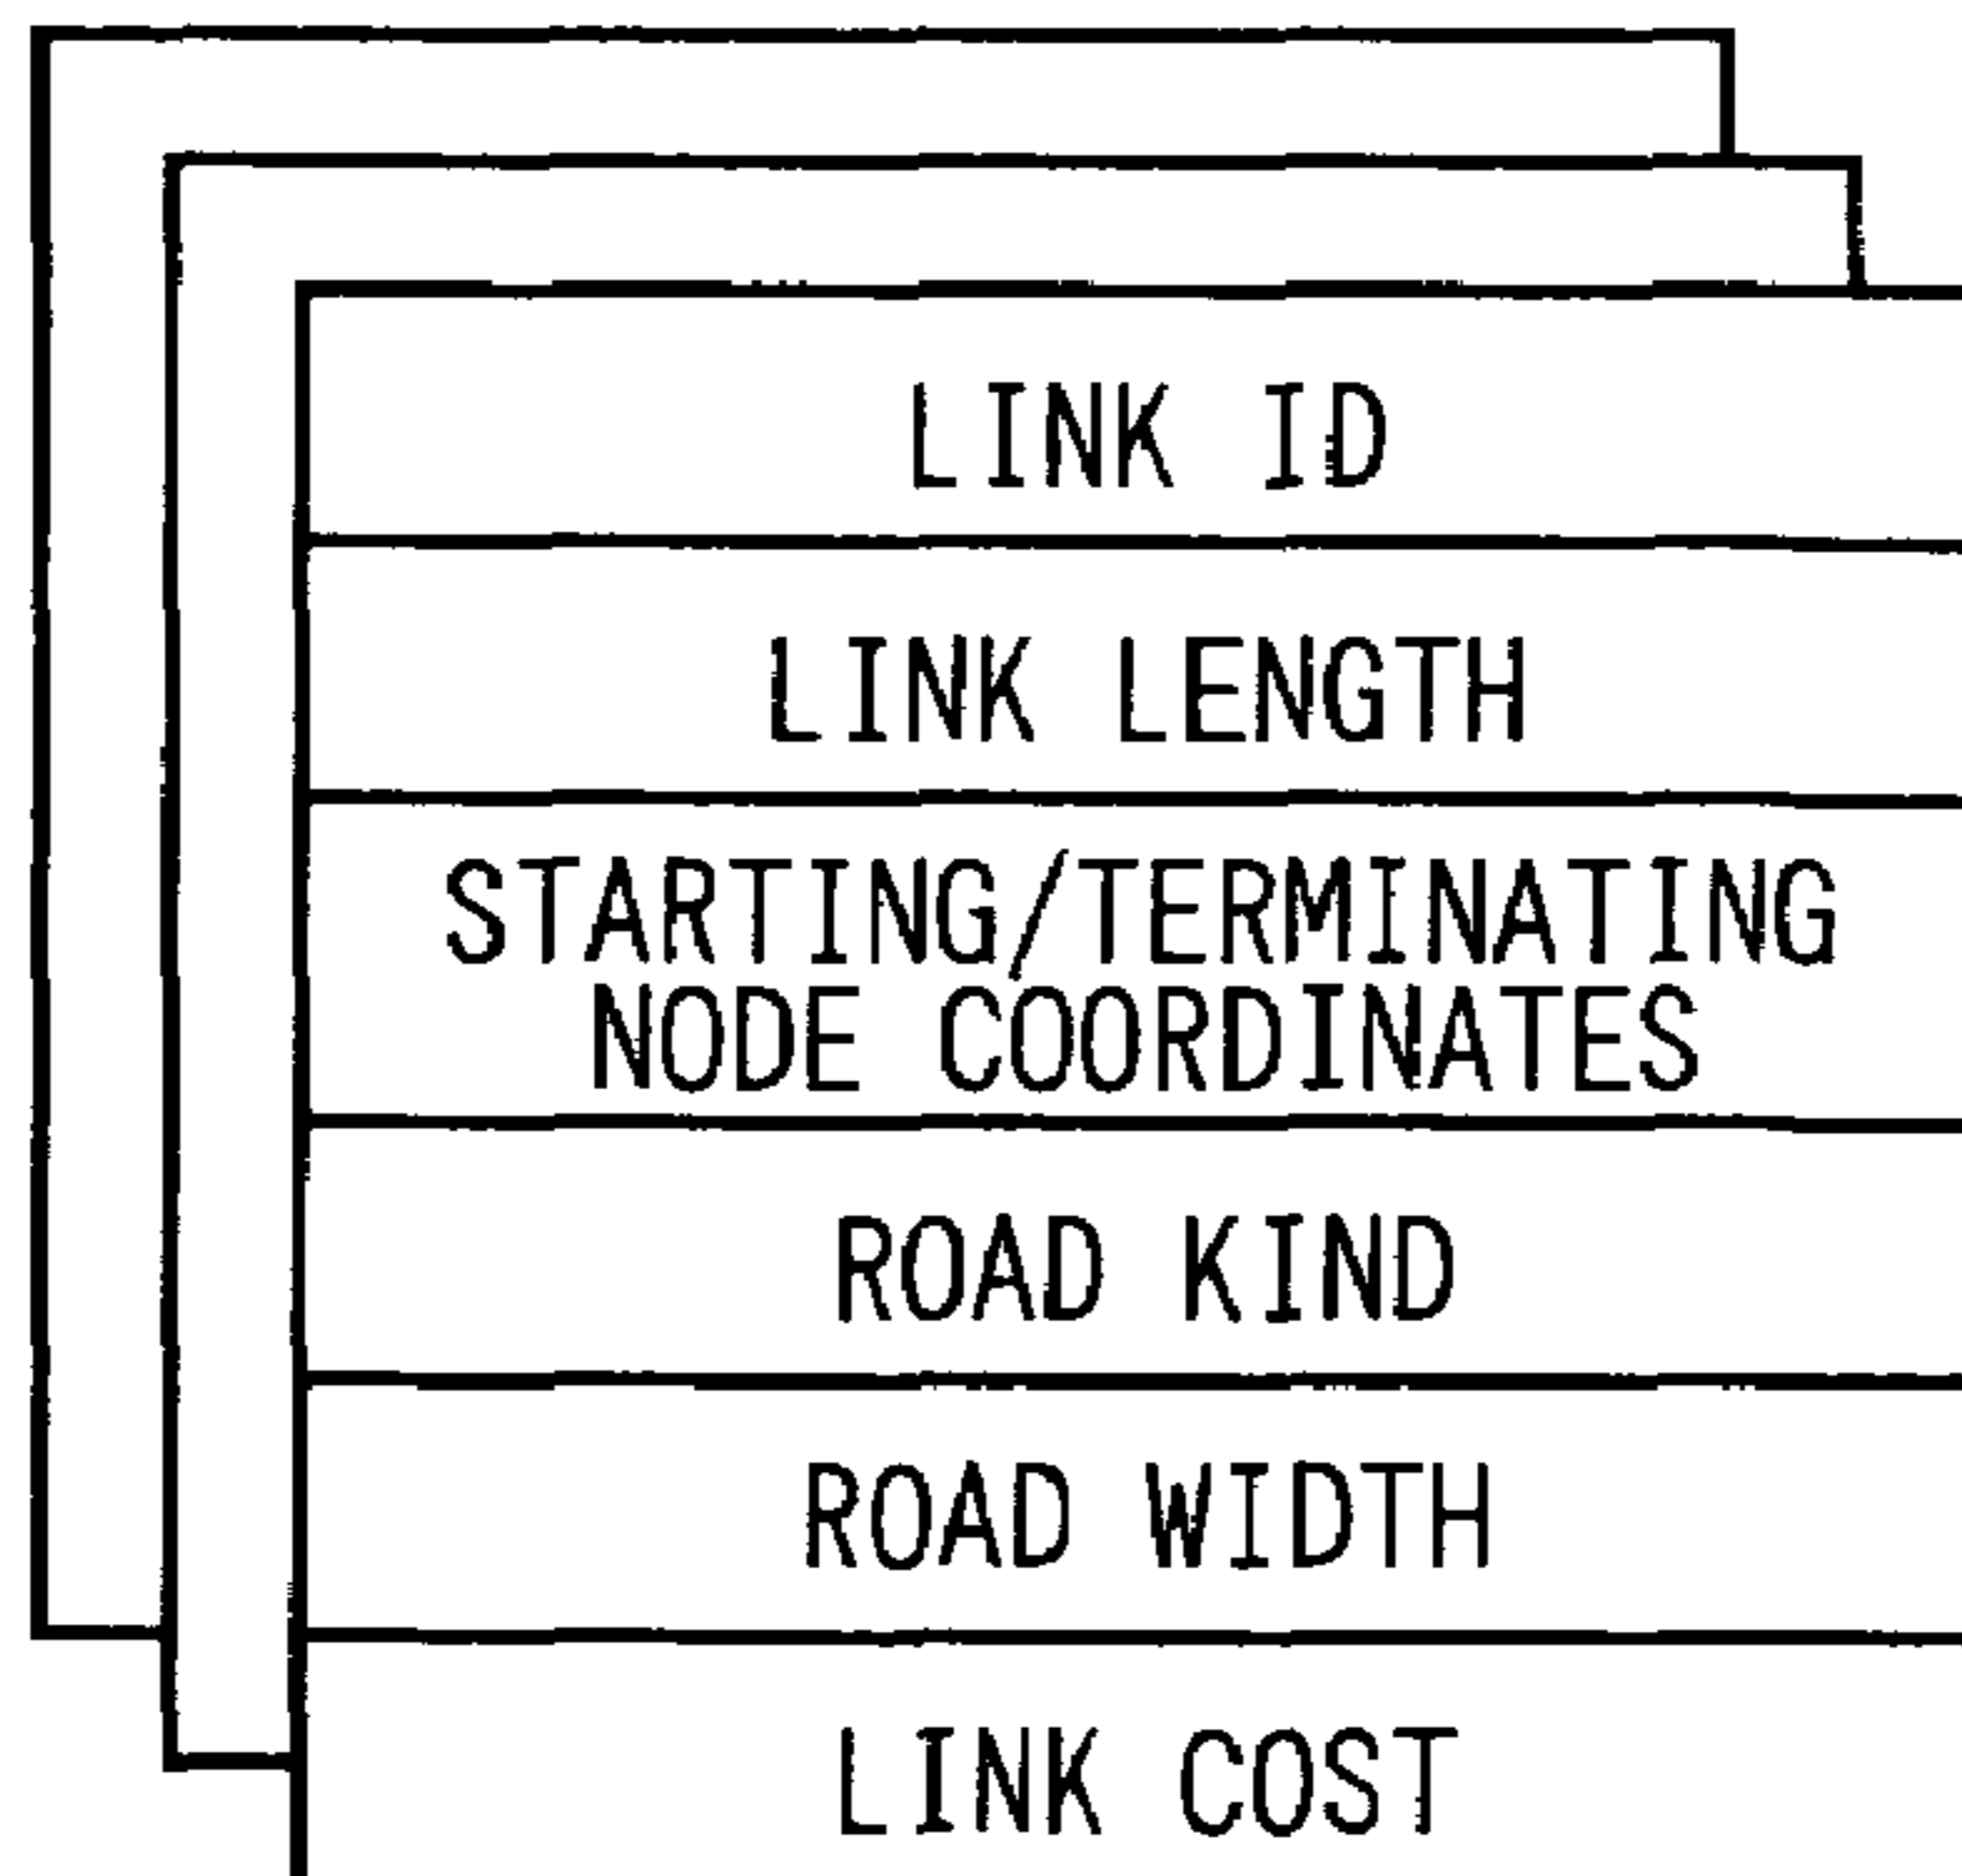 LINK ID
LINK LENGTH
STARTING/TERMINATING
NODE COORDINATES
ROAD KIND
ROAD WIDTH
LINK COST